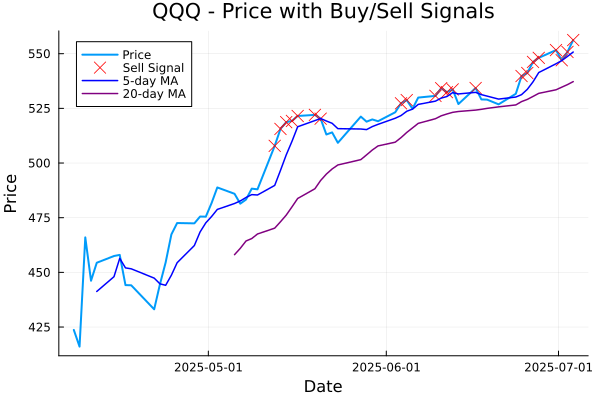 QQQ - Price with Buy/Sell Signals
Price
Sell Signal
5-day MA
20-day MA
550
525
500
475
450
425
Price
2025-05-01
2025-06-01
2025-07-01
Date